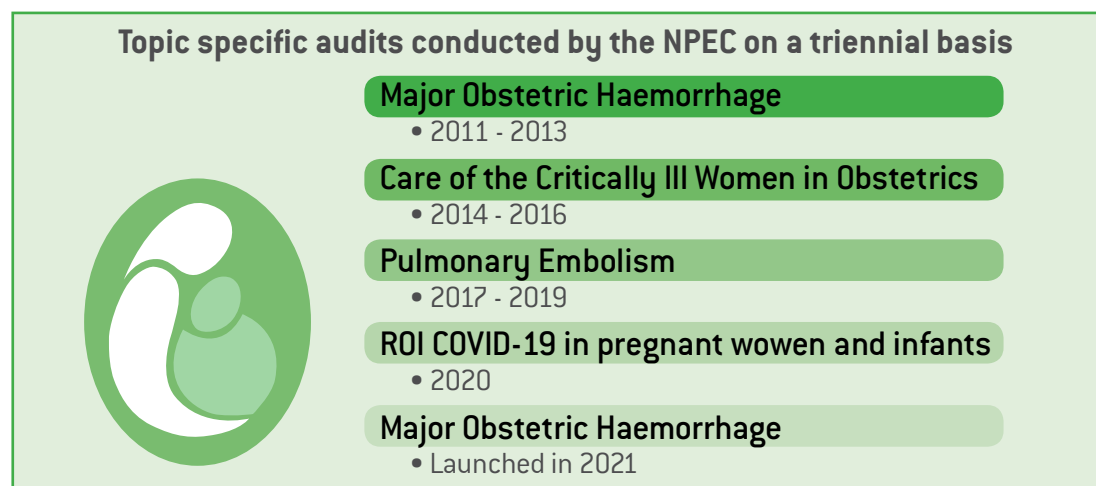 Topic specific audits conducted by the NPEC on a triennial basis
Major Obstetric Haemorrhage
• 2011 - 2013
Care of the Critically Ill Women in Obstetrics
• 2014 - 2016
Pulmonary Embolism
• 2017 - 2019
ROI COVID-19 in pregnant wowen and infants
• 2020
Major Obstetric Haemorrhage
• Launched in 2021